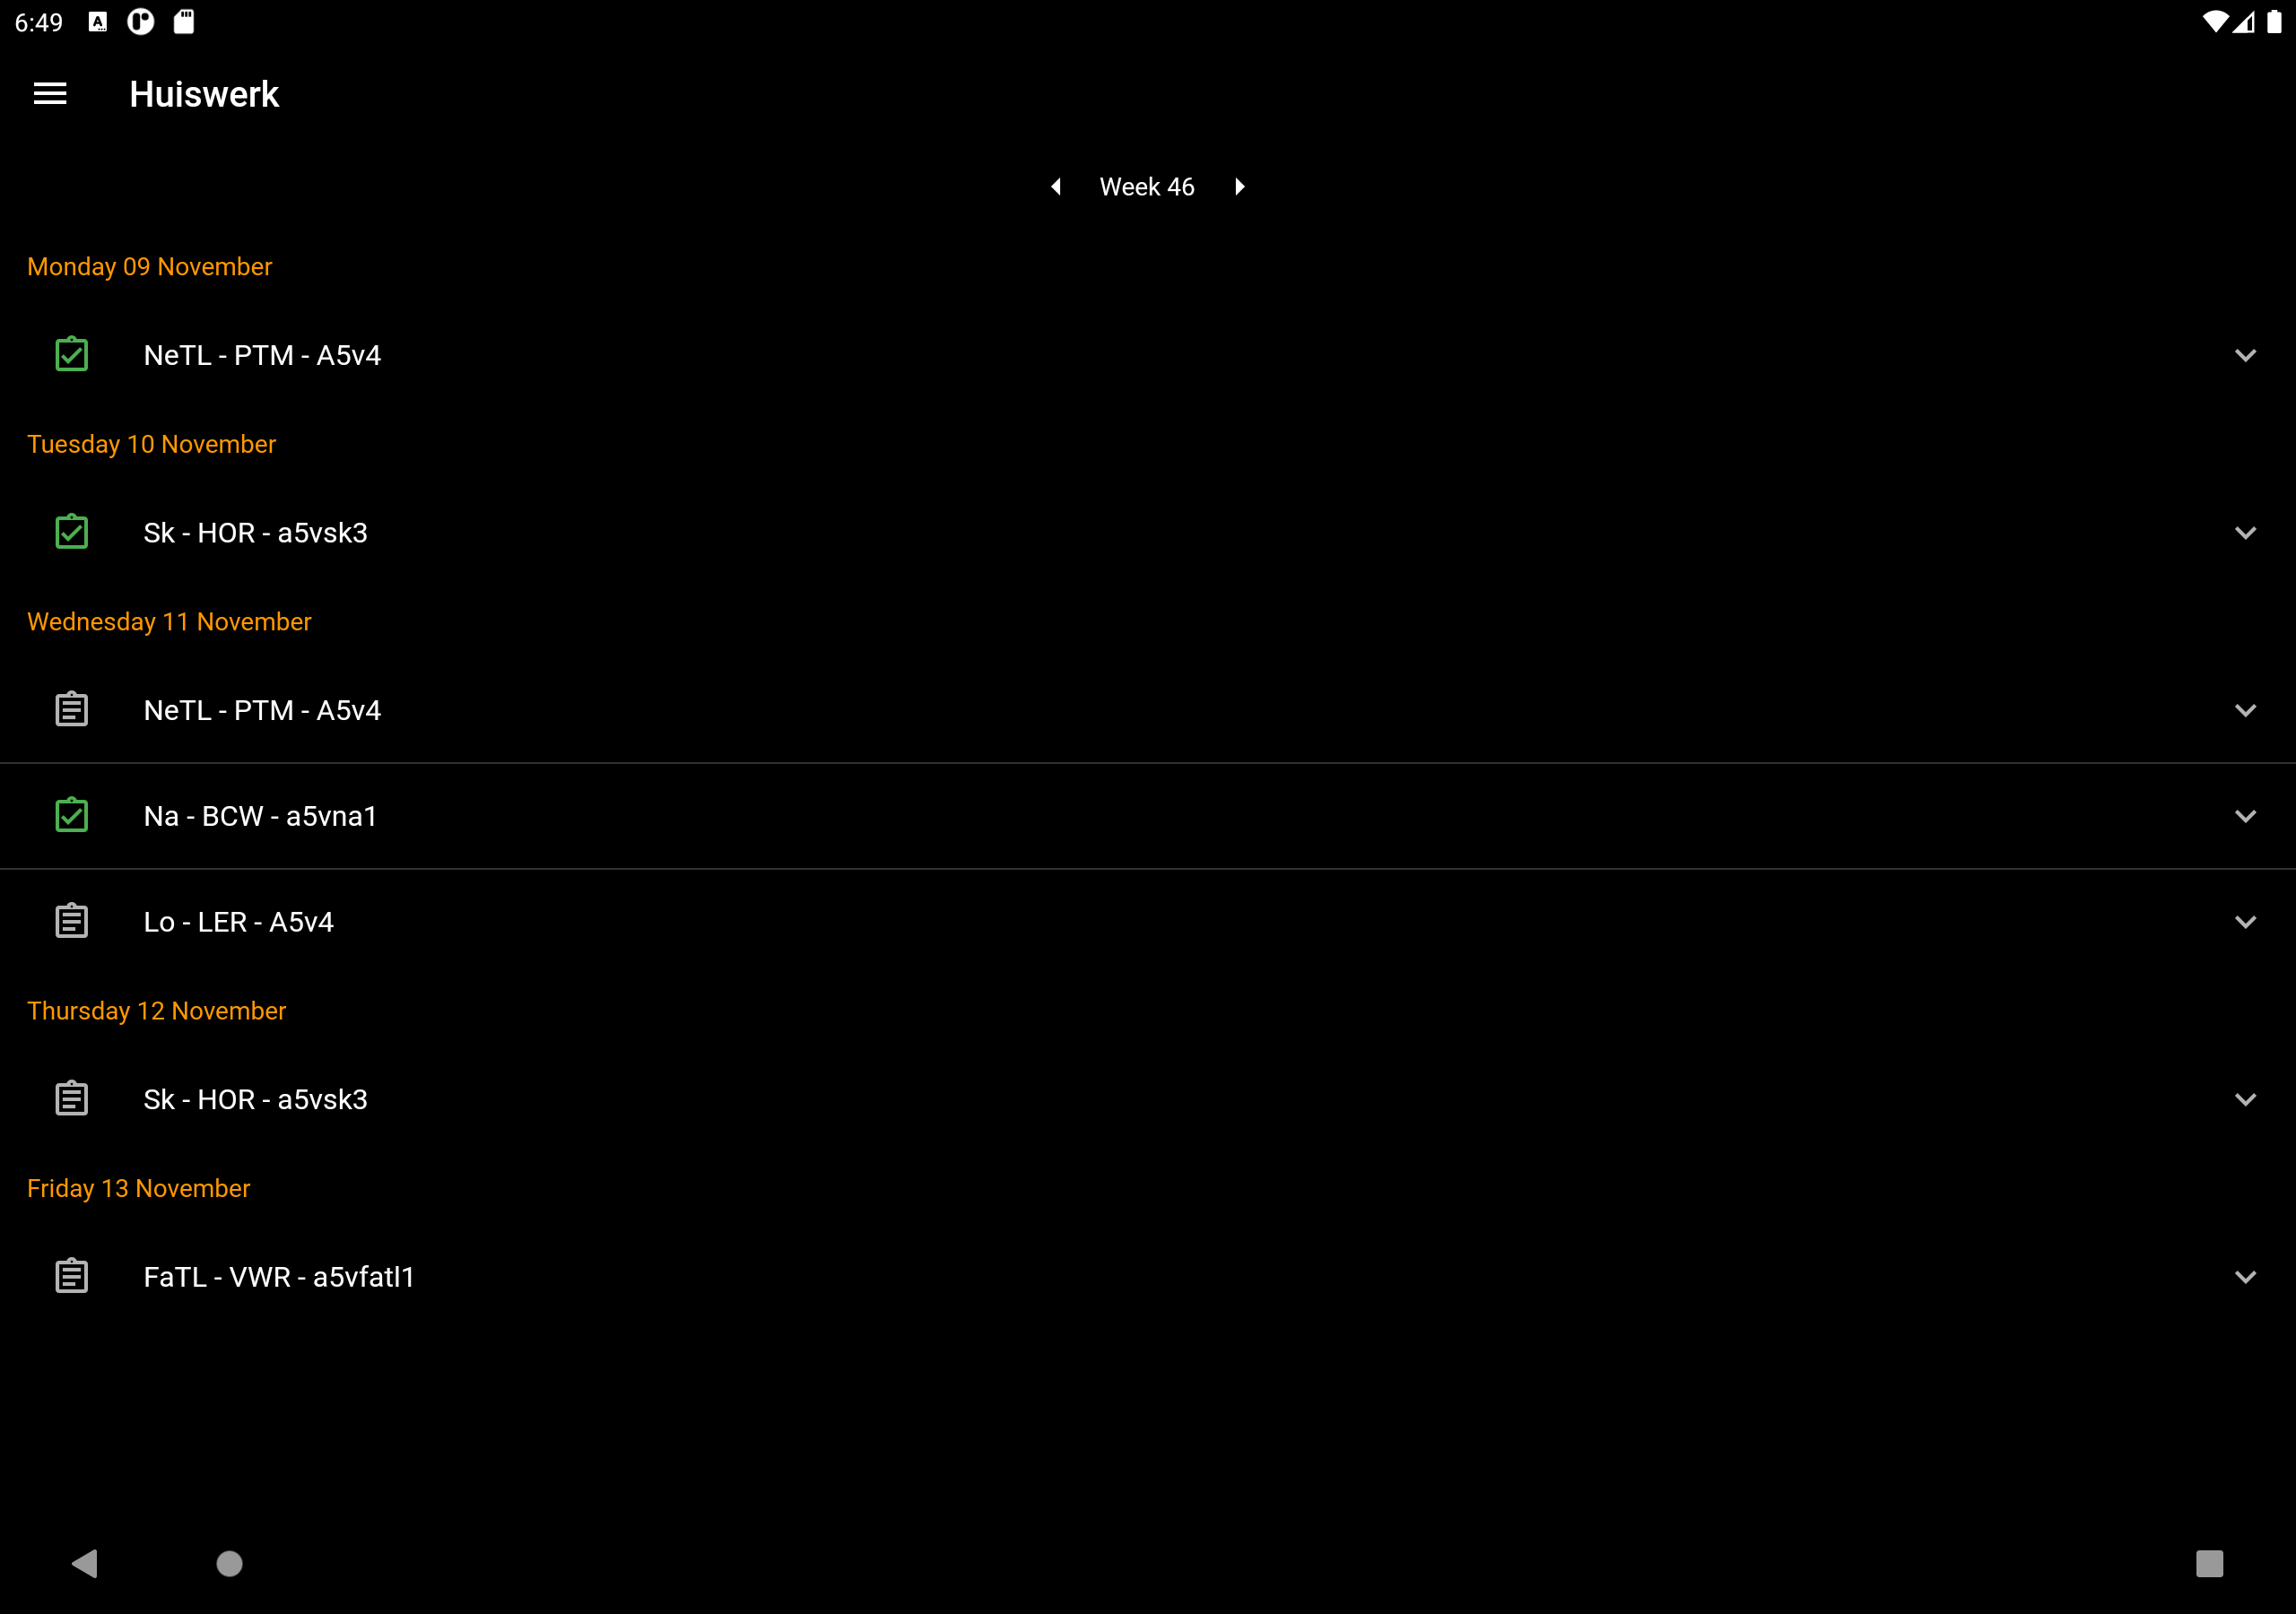 6:49
Huiswerk
Week 46
Monday 09 November
NeTL - PTM - A5v4
Tuesday 10 November
Sk - HOR - a5vsk3
Wednesday 11 November
NeTL - PTM - A5v4
Na - BCW - a5vna1
Lo - LER - A5v4
Thursday 12 November
Sk - HOR - a5vsk3
Friday 13 November
FaTL - VWR - a5vfatl1